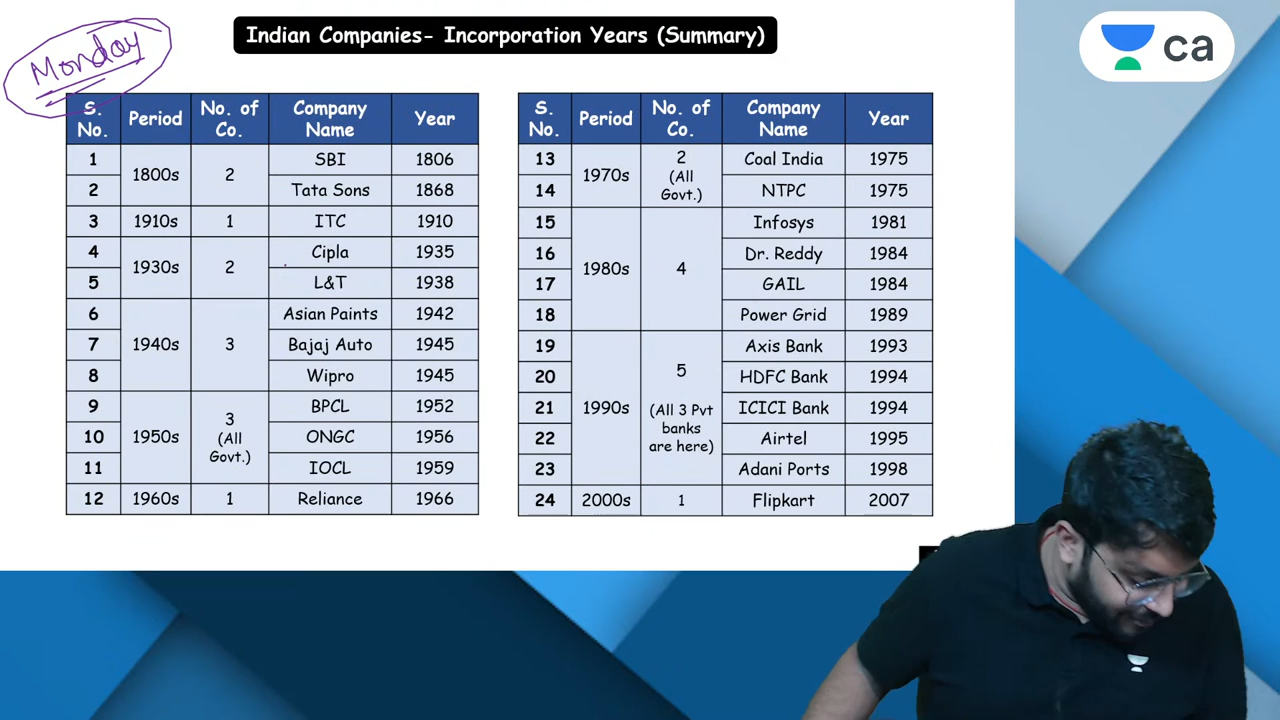 Monday
Indian Companies- Incorporation Years (Summary)
ca
S. No. Period No. of Co. Company Name Year
1 1800s 2 SBI 1806
2 Tata Sons 1868
3 1910s 1 ITC 1910
4 1930s 2 Cipla 1935
5 L&T 1938
6 1940s 3 Asian Paints 1942
7 Bajaj Auto 1945
8 Wipro 1945
9 1950s 3 (All Govt.) BPCL 1952
10 ONGC 1956
11 IOCL 1959
12 1960s 1 Reliance 1966
S. No. Period No. of Co. Company Name Year
13 1970s 2 (All Govt.) Coal India 1975
14 NTPC 1975
15 1980s 4 Infosys 1981
16 Dr. Reddy 1984
17 GAIL 1984
18 Power Grid 1989
19 1990s 5 (All 3 Pvt banks are here) Axis Bank 1993
20 HDFC Bank 1994
21 ICICI Bank 1994
22 Airtel 1995
23 Adani Ports 1998
24 2000s 1 Flipkart 2007